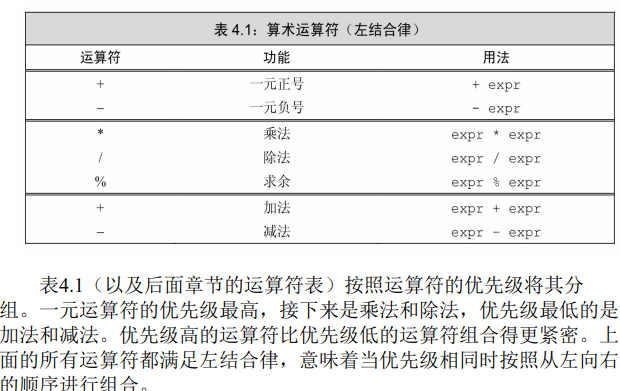 表 4.1：算术运算符（左结合律）
运算符 功能 用法
+ 一元正号 + expr
− 一元负号 - expr
* 乘法 expr * expr
/ 除法 expr / expr
% 求余 expr % expr
+ 加法 expr + expr
− 减法 expr - expr
表4.1（以及后面章节的运算符表）按照运算符的优先级将其分
组。一元运算符的优先级最高，接下来是乘法和除法，优先级最低的是
加法和减法。优先级高的运算符比优先级低的运算符组合得更紧密。上
面的所有运算符都满足左结合律，意味着当优先级相同时按照从左向右
的顺序进行组合。